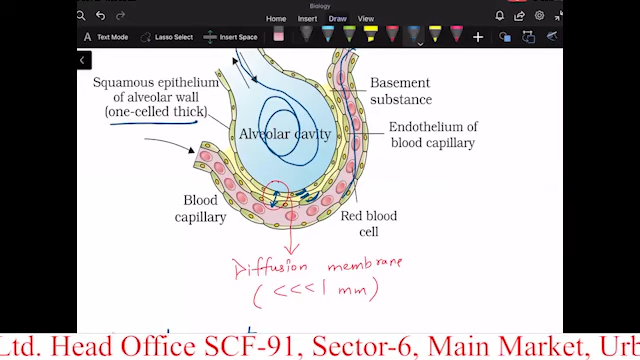 Biology
Home Insert Draw View
Text Mode Lasso Select Insert Space
Squamous epithelium
of alveolar wall
(one-celled thick)
Basement
substance
Alveolar cavity
Endothelium of
blood capillary
Blood
capillary
Red blood
cell
Diffusion membrane
( <<< 1 mm )
Ltd. Head Office SCF-91, Sector-6, Main Market, Urb